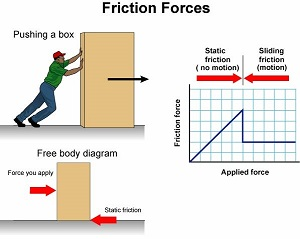 Friction Forces
Pushing a box
Static
friction
( no motion)
Sliding
friction
(motion)
Friction force
Applied force
Free body diagram
Force you apply
Static friction